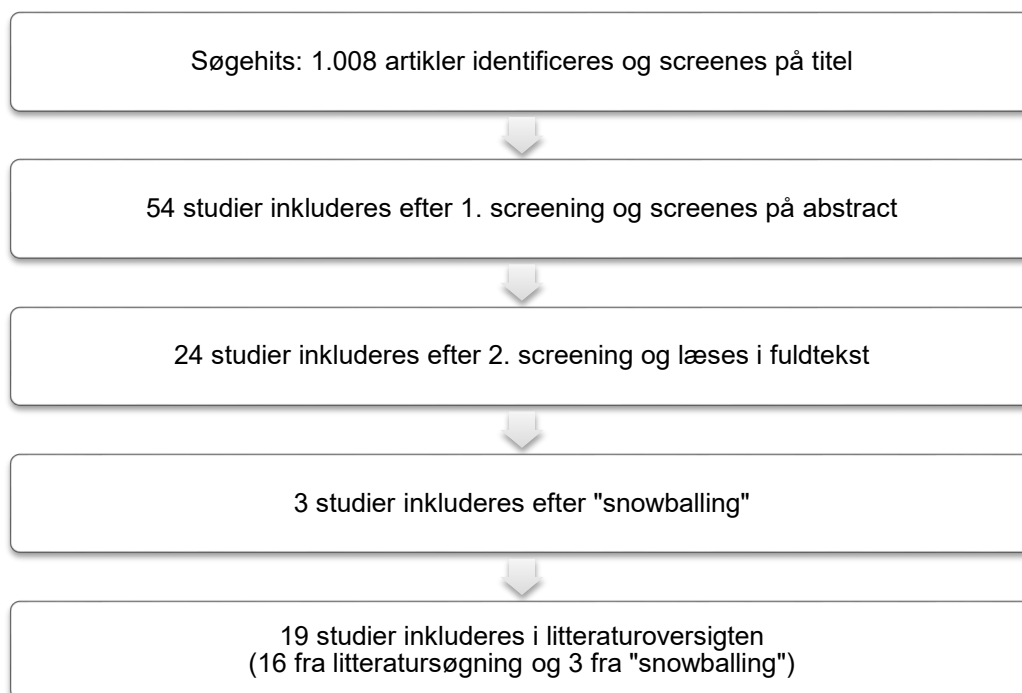 Søgehits: 1.008 artikler identificeres og screenes på titel
54 studier inkluderes efter 1. screening og screenes på abstract
24 studier inkluderes efter 2. screening og læses i fuldtekst
3 studier inkluderes efter "snowballing"
19 studier inkluderes i litteraturoversigten
(16 fra litteratursøgning og 3 fra "snowballing")